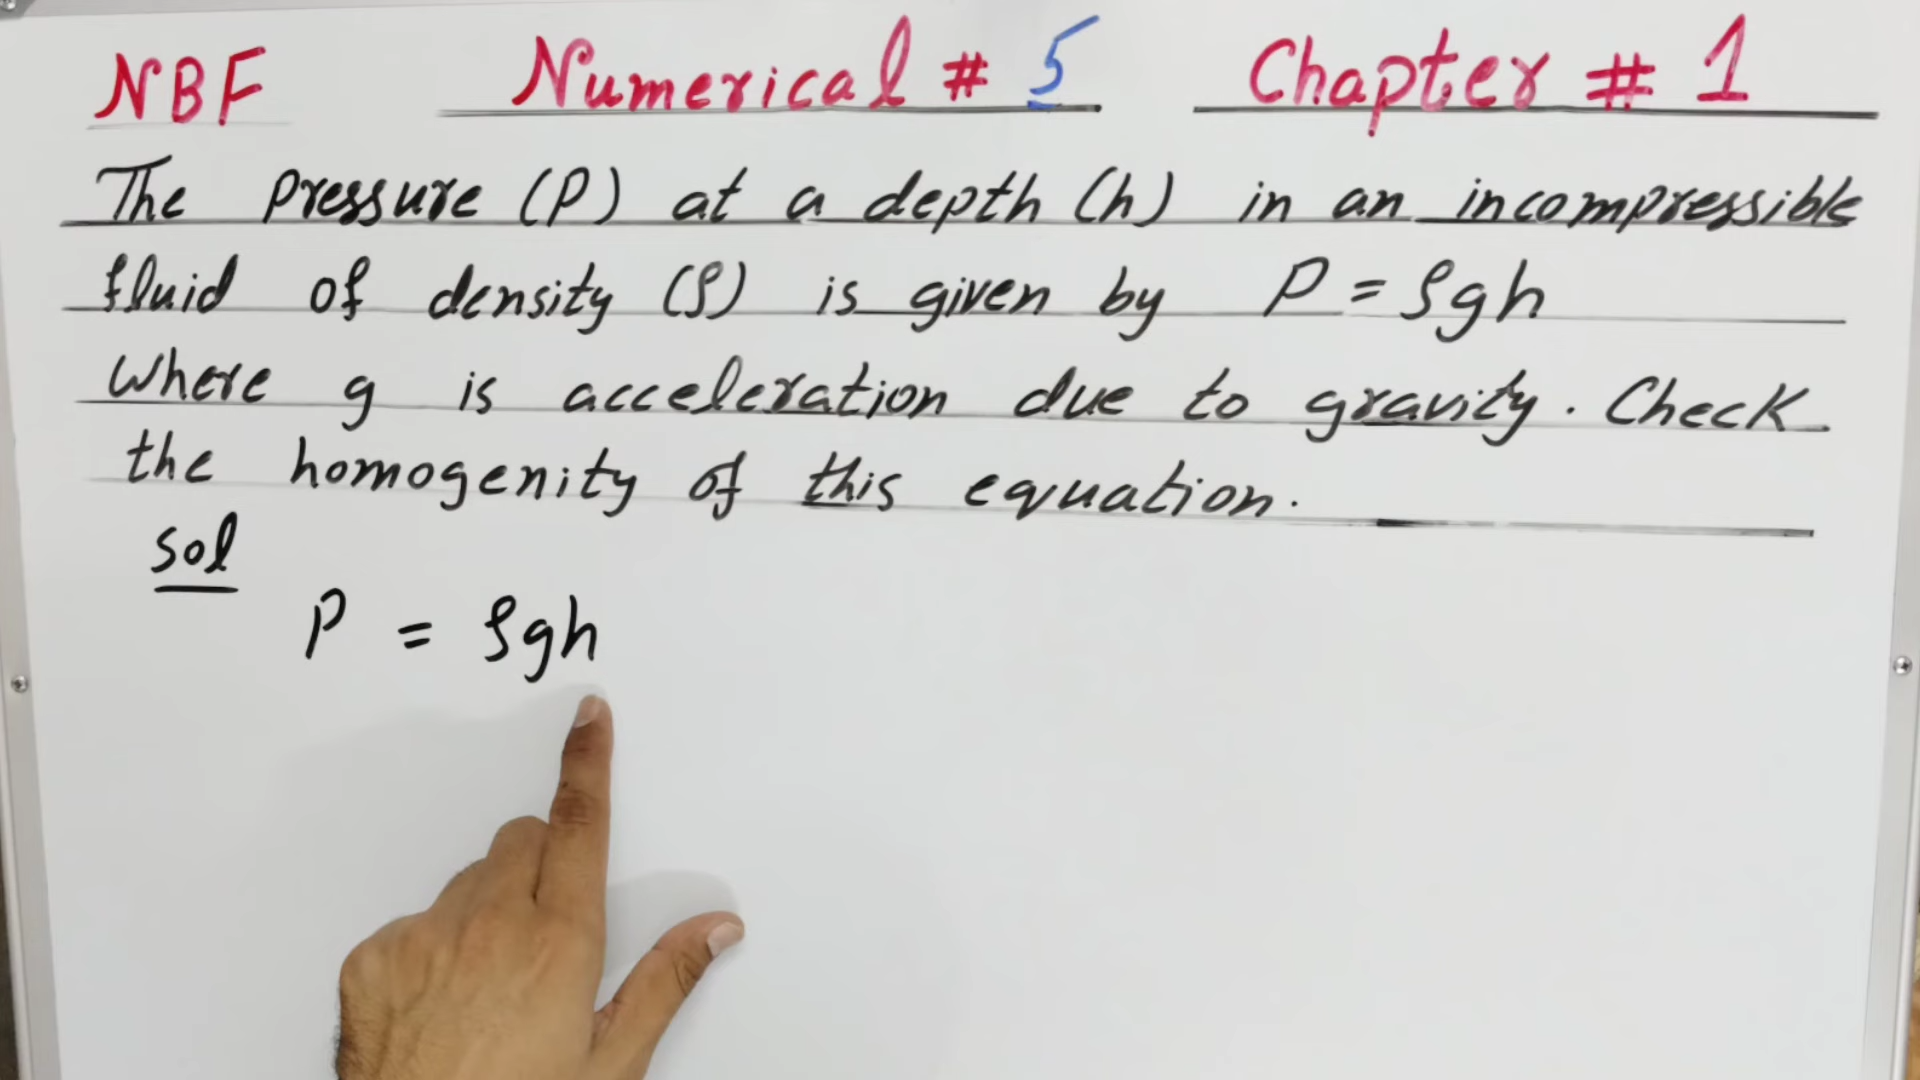 NBF Numerical # 5 Chapter # 1
The pressure (P) at a depth (h) in an incompressible
fluid of density (ρ) is given by P = ρgh
Where g is acceleration due to gravity. Check
the homogenity of this equation.
Sol
P = ρgh